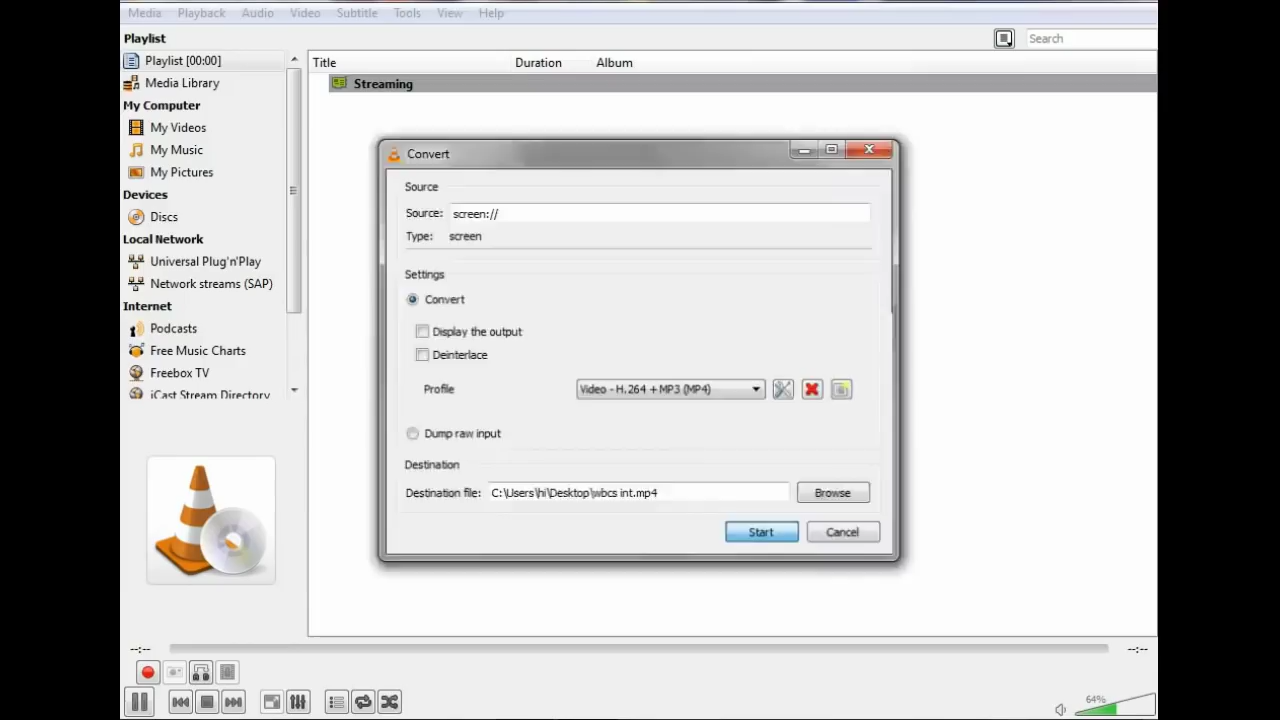 Media Playback Audio Video Subtitle Tools View Help
Playlist
Search
Playlist [00:00]
Media Library
My Computer
My Videos
My Music
My Pictures
Devices
Discs
Local Network
Universal Plug'n'Play
Network streams (SAP)
Internet
Podcasts
Free Music Charts
Freebox TV
iCast Stream Directory
Title Duration Album
Streaming
Convert
Source
Source: screen://
Type: screen
Settings
Convert
Display the output
Deinterlace
Profile Video - H.264 + MP3 (MP4)
Dump raw input
Destination
Destination file: C:\Users\hi\Desktop\wbcs int.mp4 Browse
Start Cancel
--:-- --:--
64%